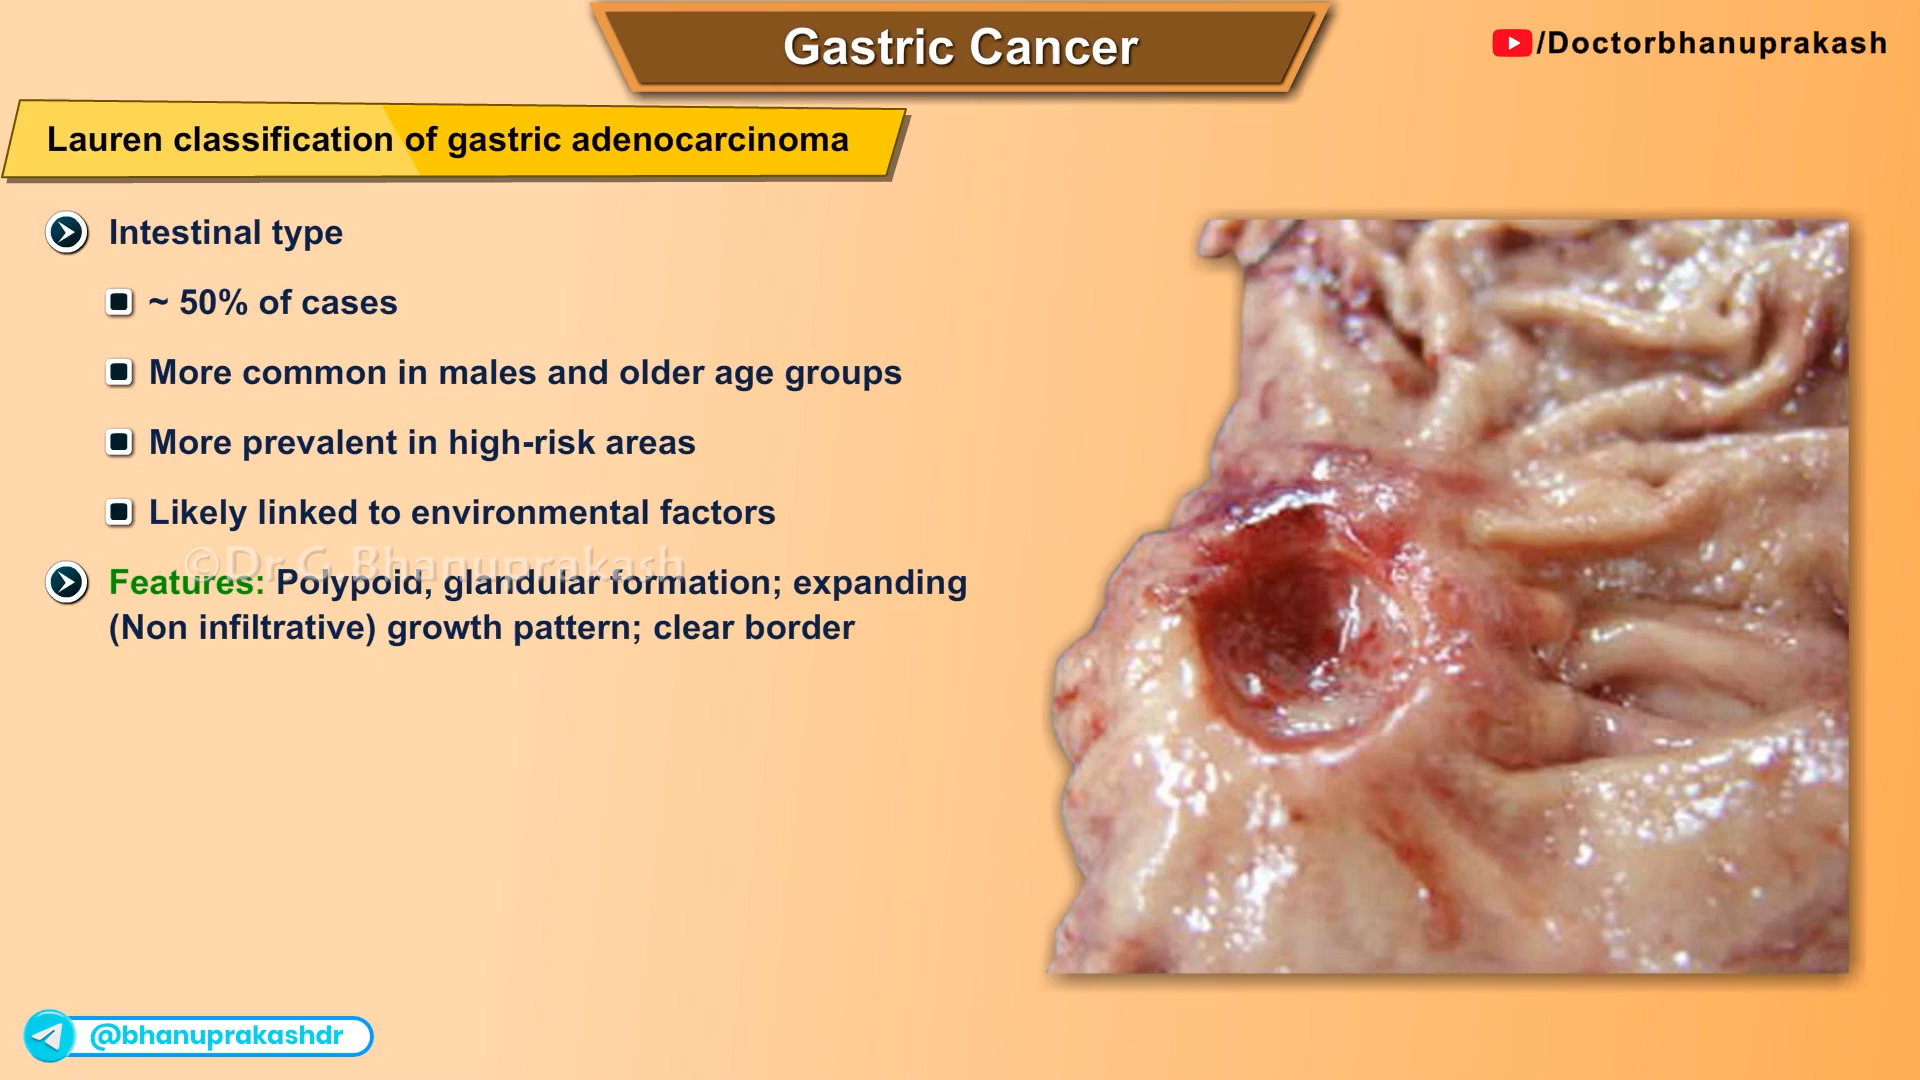 Gastric Cancer
/Doctorbhanuprakash
Lauren classification of gastric adenocarcinoma
Intestinal type
~ 50% of cases
More common in males and older age groups
More prevalent in high-risk areas
Likely linked to environmental factors
©Dr.G.Bhanuprakash
Features: Polypoid, glandular formation; expanding
(Non infiltrative) growth pattern; clear border
@bhanuprakashdr